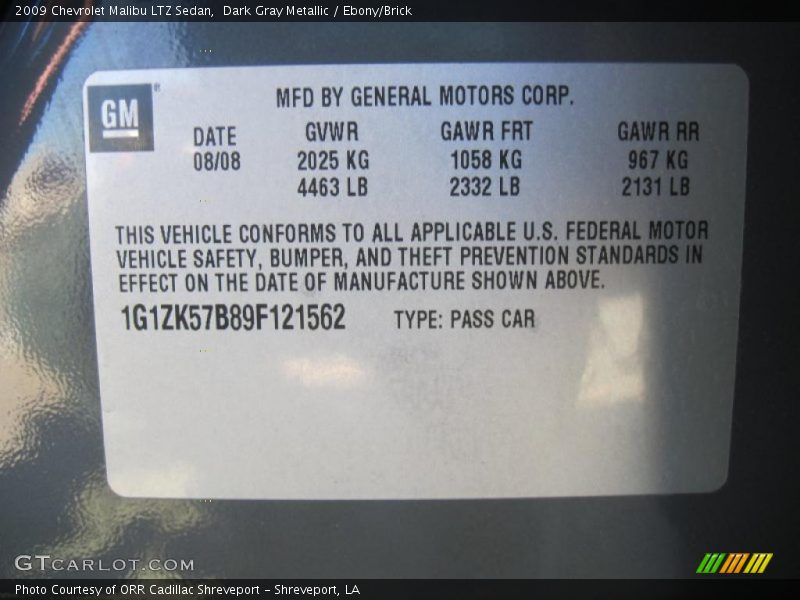 2009 Chevrolet Malibu LTZ Sedan,  Dark Gray Metallic / Ebony/Brick
GM®
MFD BY GENERAL MOTORS CORP.
DATE GVWR GAWR FRT GAWR RR
08/08 2025 KG 1058 KG 967 KG
4463 LB 2332 LB 2131 LB
THIS VEHICLE CONFORMS TO ALL APPLICABLE U.S. FEDERAL MOTOR
VEHICLE SAFETY, BUMPER, AND THEFT PREVENTION STANDARDS IN
EFFECT ON THE DATE OF MANUFACTURE SHOWN ABOVE.
1G1ZK57B89F121562 TYPE: PASS CAR
GTCARLOT.COM
Photo Courtesy of ORR Cadillac Shreveport - Shreveport, LA